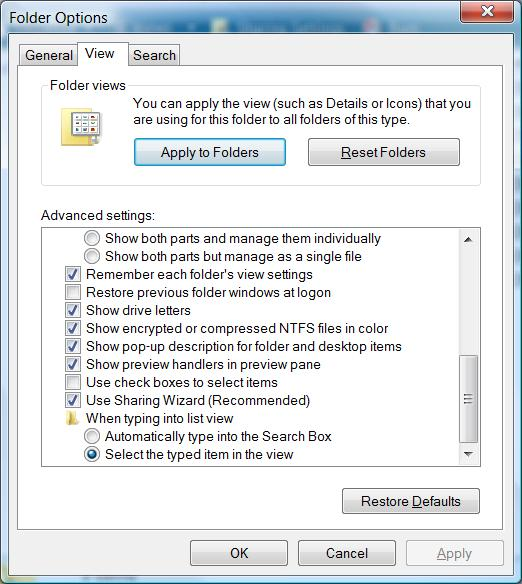 Folder Options
General View Search
Folder views
You can apply the view (such as Details or Icons) that you
are using for this folder to all folders of this type.
Apply to Folders Reset Folders
Advanced settings:
Show both parts and manage them individually
Show both parts but manage as a single file
Remember each folder's view settings
Restore previous folder windows at logon
Show drive letters
Show encrypted or compressed NTFS files in color
Show pop-up description for folder and desktop items
Show preview handlers in preview pane
Use check boxes to select items
Use Sharing Wizard (Recommended)
When typing into list view
Automatically type into the Search Box
Select the typed item in the view
Restore Defaults
OK Cancel Apply